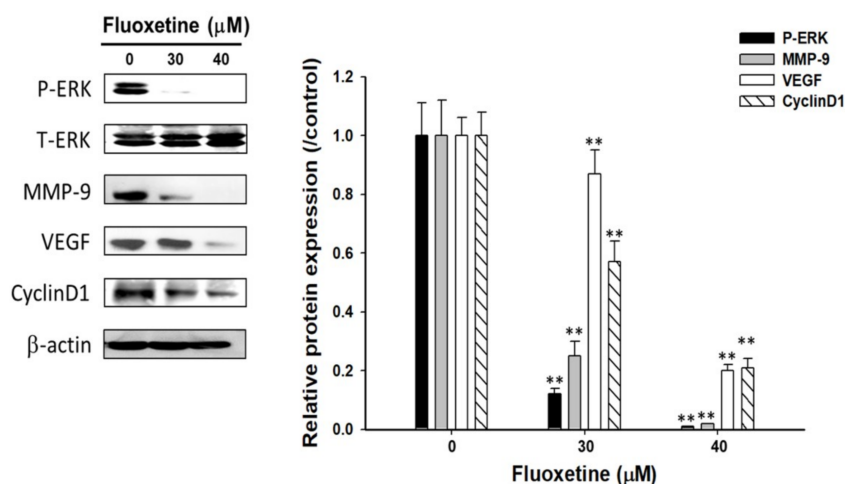 Fluoxetine (μM)
0 30 40
P-ERK
T-ERK
MMP-9
VEGF
CyclinD1
β-actin
P-ERK
MMP-9
VEGF
CyclinD1
Relative protein expression (/control)
1.2
1.0
0.8
0.6
0.4
0.2
0.0
** ** ** **
** ** ** **
0 30 40
Fluoxetine (μM)